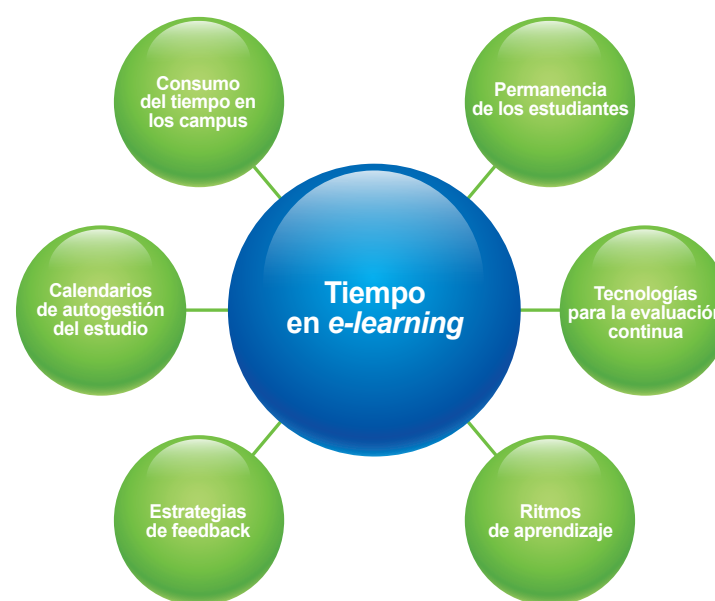 Consumo
del tiempo en
los campus
Permanencia
de los estudiantes
Calendarios
de autogestión
del estudio
Tiempo
en e-learning
Tecnologías
para la evaluación
continua
Estrategias
de feedback
Ritmos
de aprendizaje